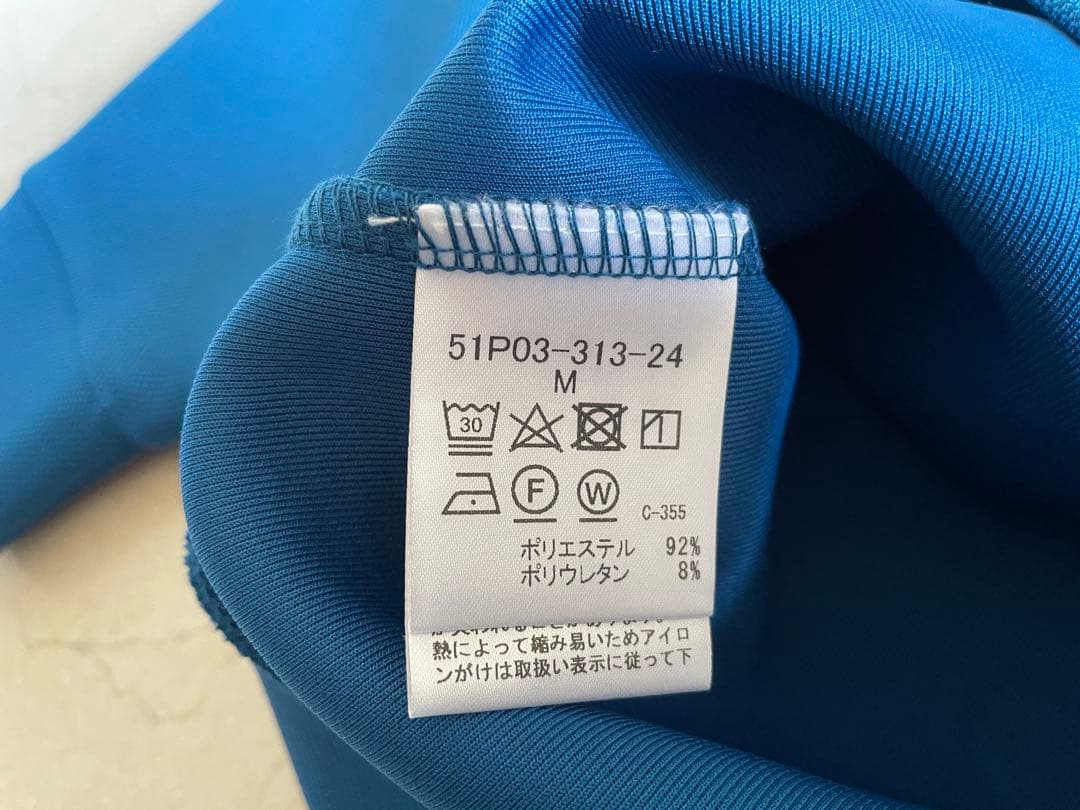 51P03-313-24
M
30
F W C-355
ポリエステル 92%
ポリウレタン 8%
熱によって縮み易いためアイロ
ンがけは取扱い表示に従って下